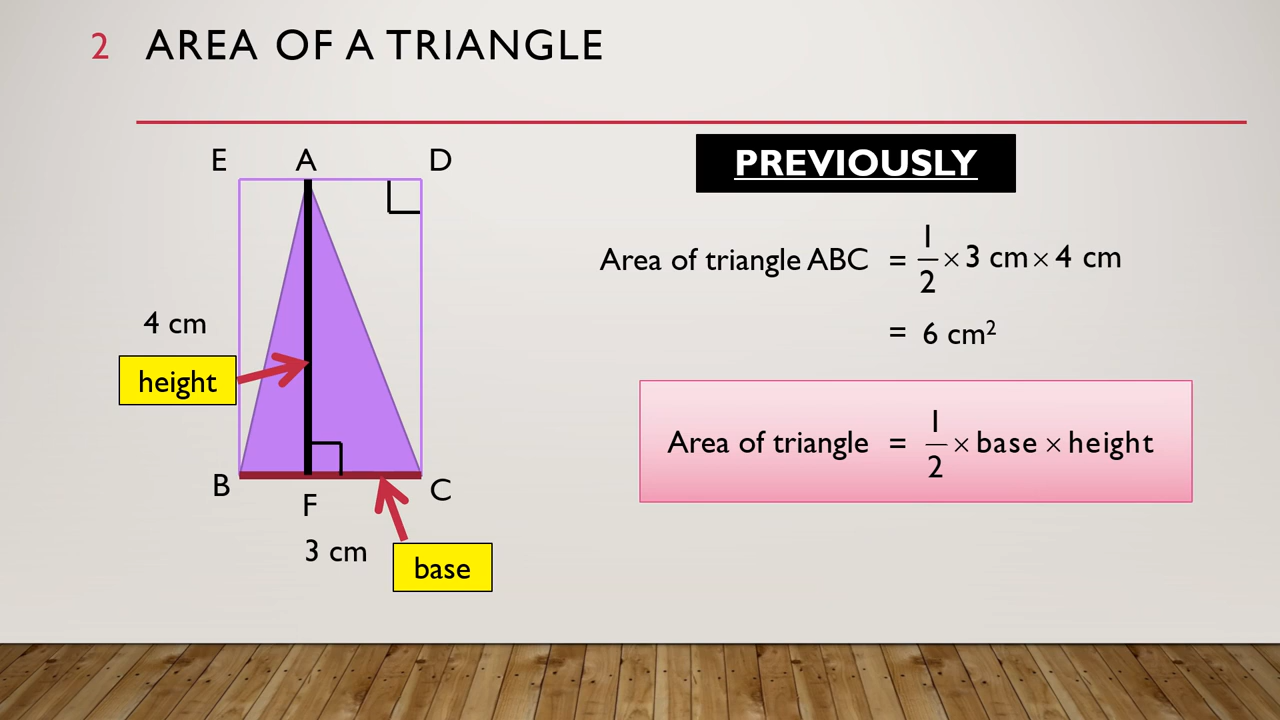 2 AREA OF A TRIANGLE
E A D
4 cm
height
B F C
3 cm
base
PREVIOUSLY
Area of triangle ABC = 1/2 × 3 cm × 4 cm
= 6 cm²
Area of triangle = 1/2 × base × height